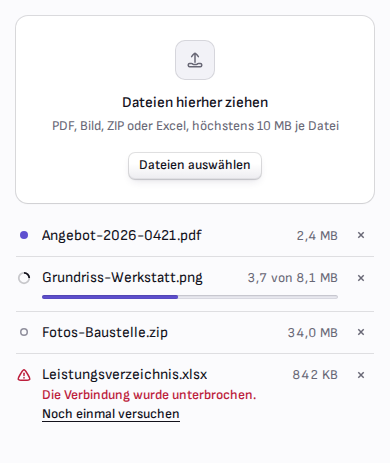 Dateien hierher ziehen
PDF, Bild, ZIP oder Excel, höchstens 10 MB je Datei
Dateien auswählen
Angebot-2026-0421.pdf 2,4 MB
Grundriss-Werkstatt.png 3,7 von 8,1 MB
Fotos-Baustelle.zip 34,0 MB
Leistungsverzeichnis.xlsx 842 KB
Die Verbindung wurde unterbrochen.
Noch einmal versuchen